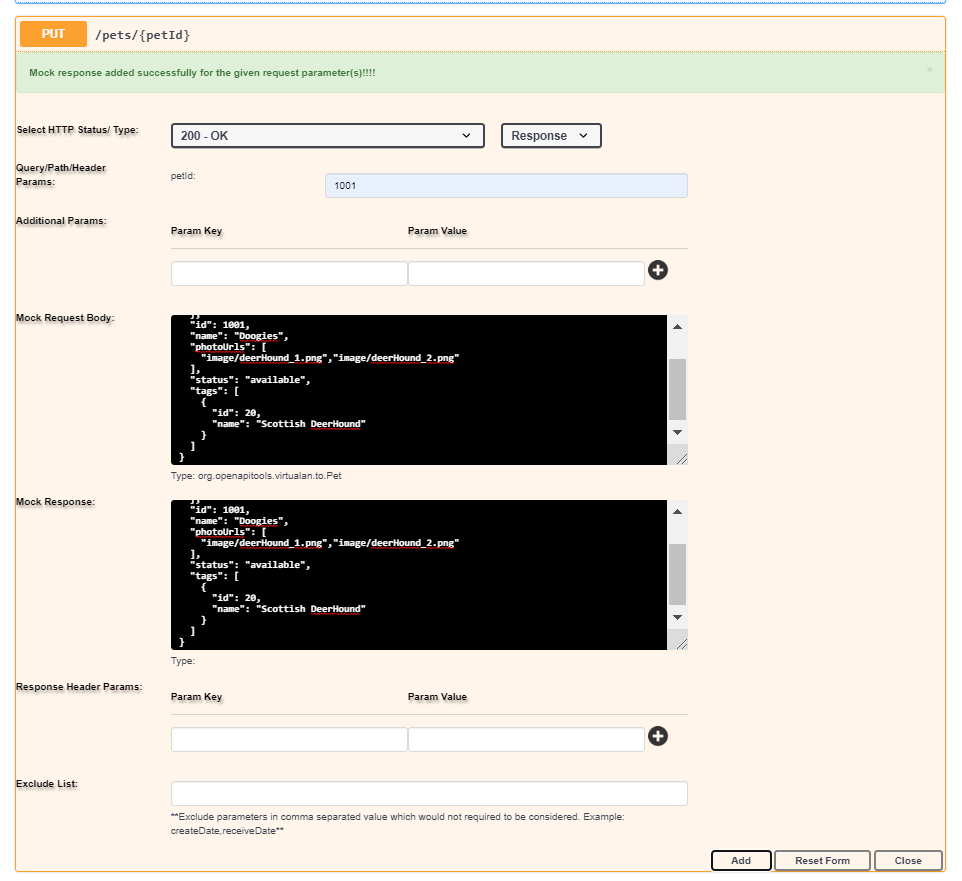 PUT /pets/{petId}
Mock response added successfully for the given request parameter(s)!!!! ×
Select HTTP Status/ Type:
200 - OK Response
Query/Path/Header
Params:
petId:
1001
Additional Params:
Param Key Param Value
Mock Request Body:
},
"id": 1001,
"name": "Doogies",
"photoUrls": [
"image/deerHound_1.png","image/deerHound_2.png"
],
"status": "available",
"tags": [
{
"id": 20,
"name": "Scottish DeerHound"
}
]
}
Type: org.openapitools.virtualan.to.Pet
Mock Response:
},
"id": 1001,
"name": "Doogies",
"photoUrls": [
"image/deerHound_1.png","image/deerHound_2.png"
],
"status": "available",
"tags": [
{
"id": 20,
"name": "Scottish DeerHound"
}
]
}
Type:
Response Header Params:
Param Key Param Value
Exclude List:
**Exclude parameters in comma separated value which would not required to be considered. Example:
createDate,receiveDate**
Add Reset Form Close